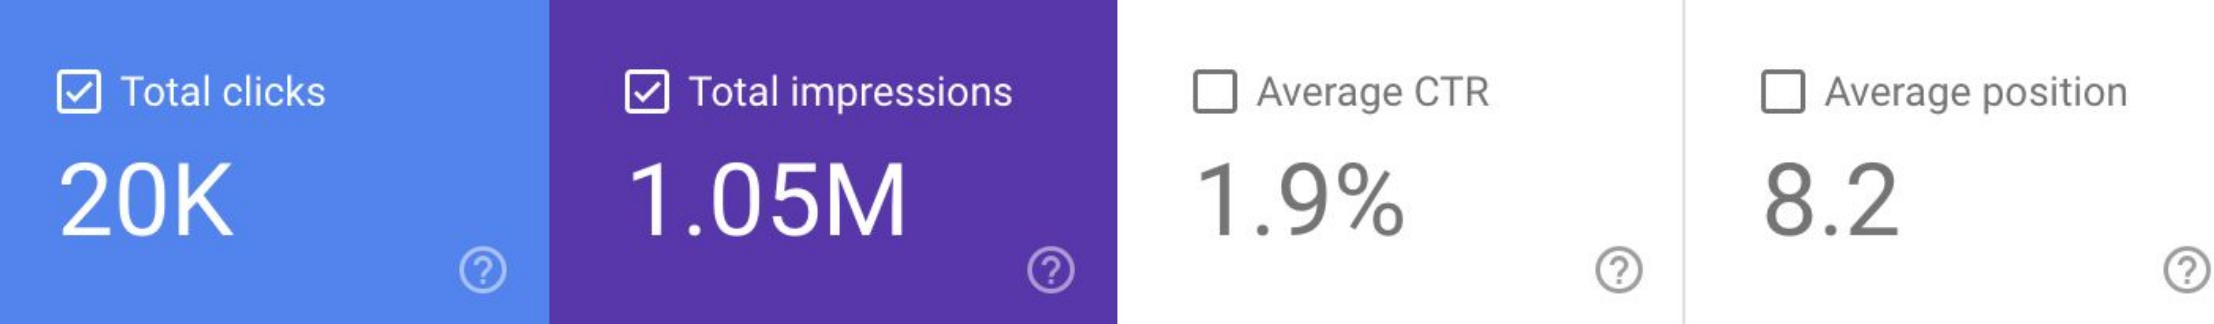 Total clicks
20K
Total impressions
1.05M
Average CTR
1.9%
Average position
8.2